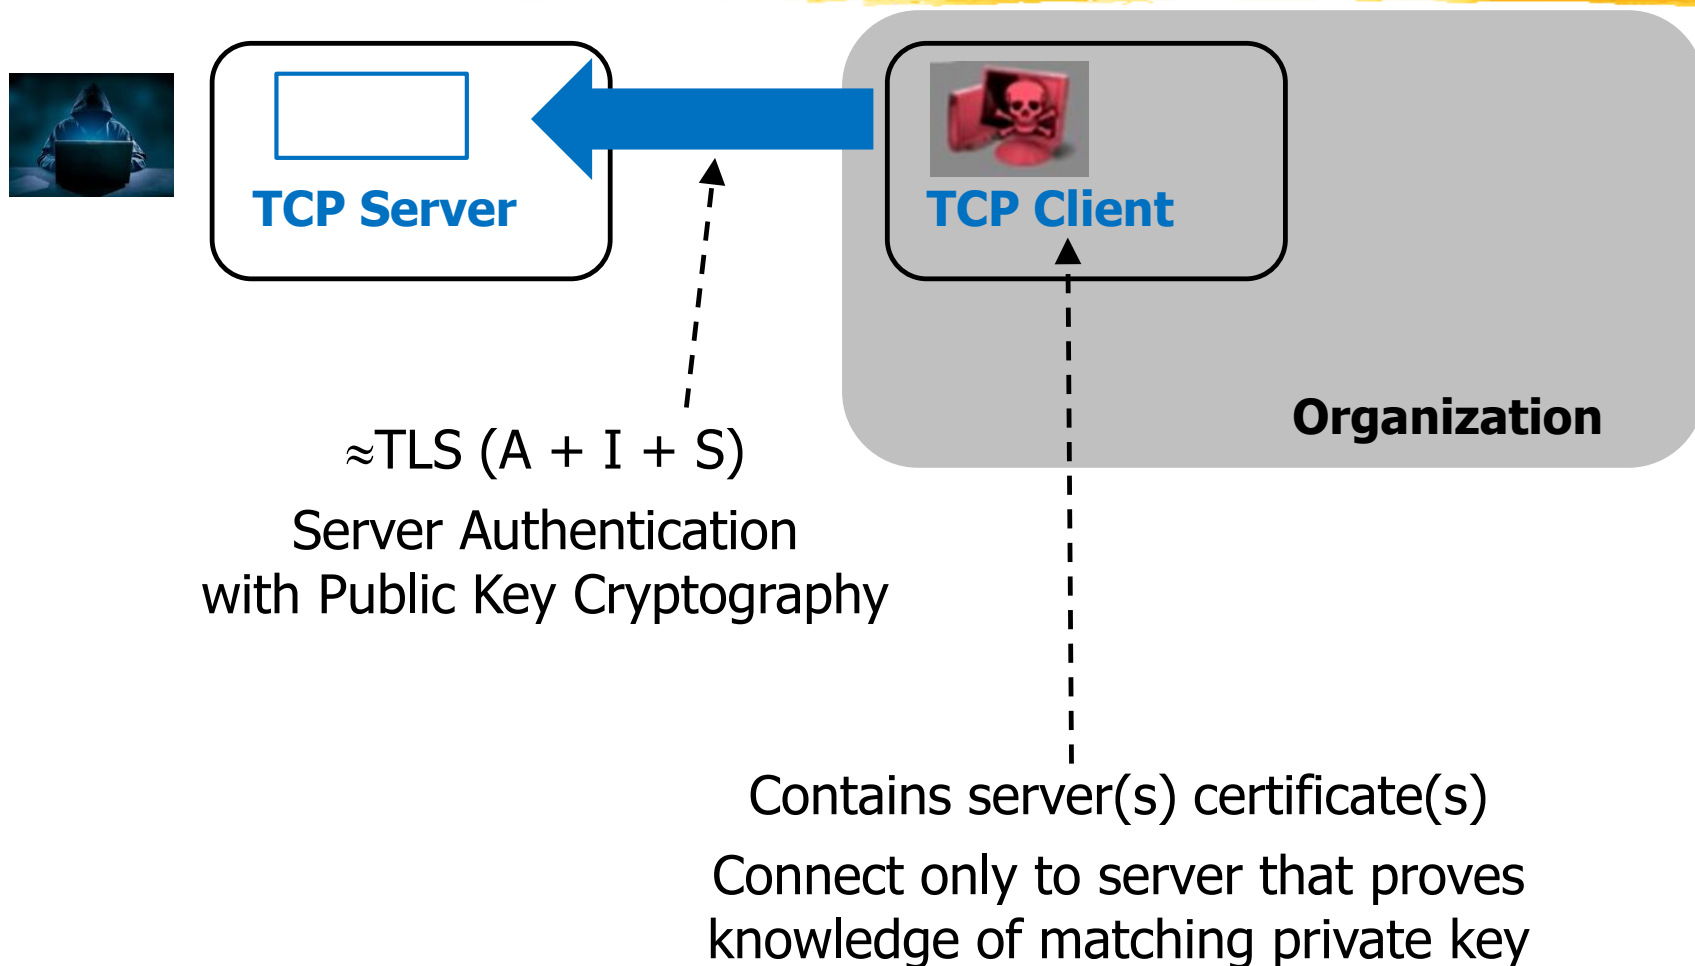 TCP Server
TCP Client
Organization
≈TLS (A + I + S)
Server Authentication
with Public Key Cryptography
Contains server(s) certificate(s)
Connect only to server that proves
knowledge of matching private key